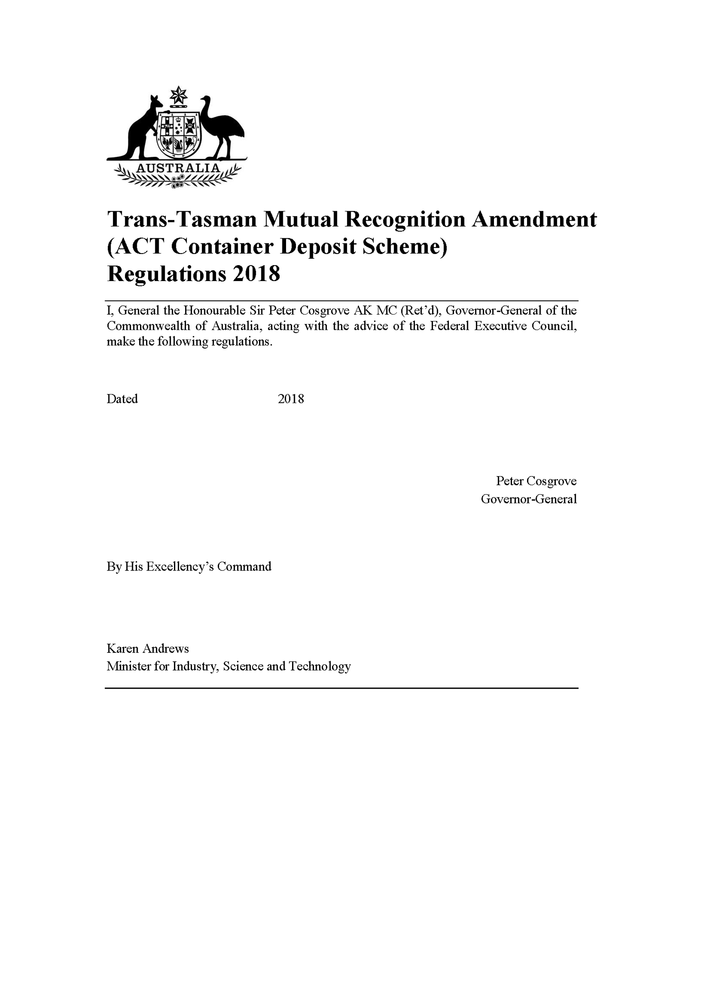 AUSTRALIA
Trans-Tasman Mutual Recognition Amendment
(ACT Container Deposit Scheme)
Regulations 2018
I, General the Honourable Sir Peter Cosgrove AK MC (Ret’d), Governor-General of the
Commonwealth of Australia, acting with the advice of the Federal Executive Council,
make the following regulations.
Dated 2018
Peter Cosgrove
Governor-General
By His Excellency’s Command
Karen Andrews
Minister for Industry, Science and Technology